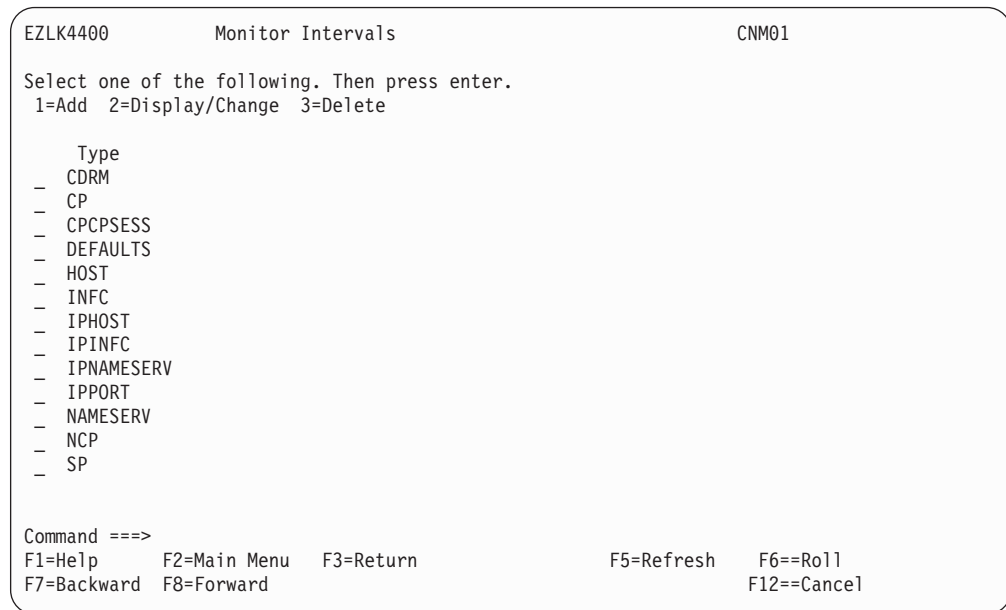 EZLK4400 Monitor Intervals CNM01
Select one of the following. Then press enter.
1=Add 2=Display/Change 3=Delete
Type
_ CDRM
_ CP
_ CPCPSESS
_ DEFAULTS
_ HOST
_ INFC
_ IPHOST
_ IPINFC
_ IPNAMESERV
_ IPPORT
_ NAMESERV
_ NCP
_ SP
Command ===>
F1=Help F2=Main Menu F3=Return F5=Refresh F6==Roll
F7=Backward F8=Forward F12==Cancel